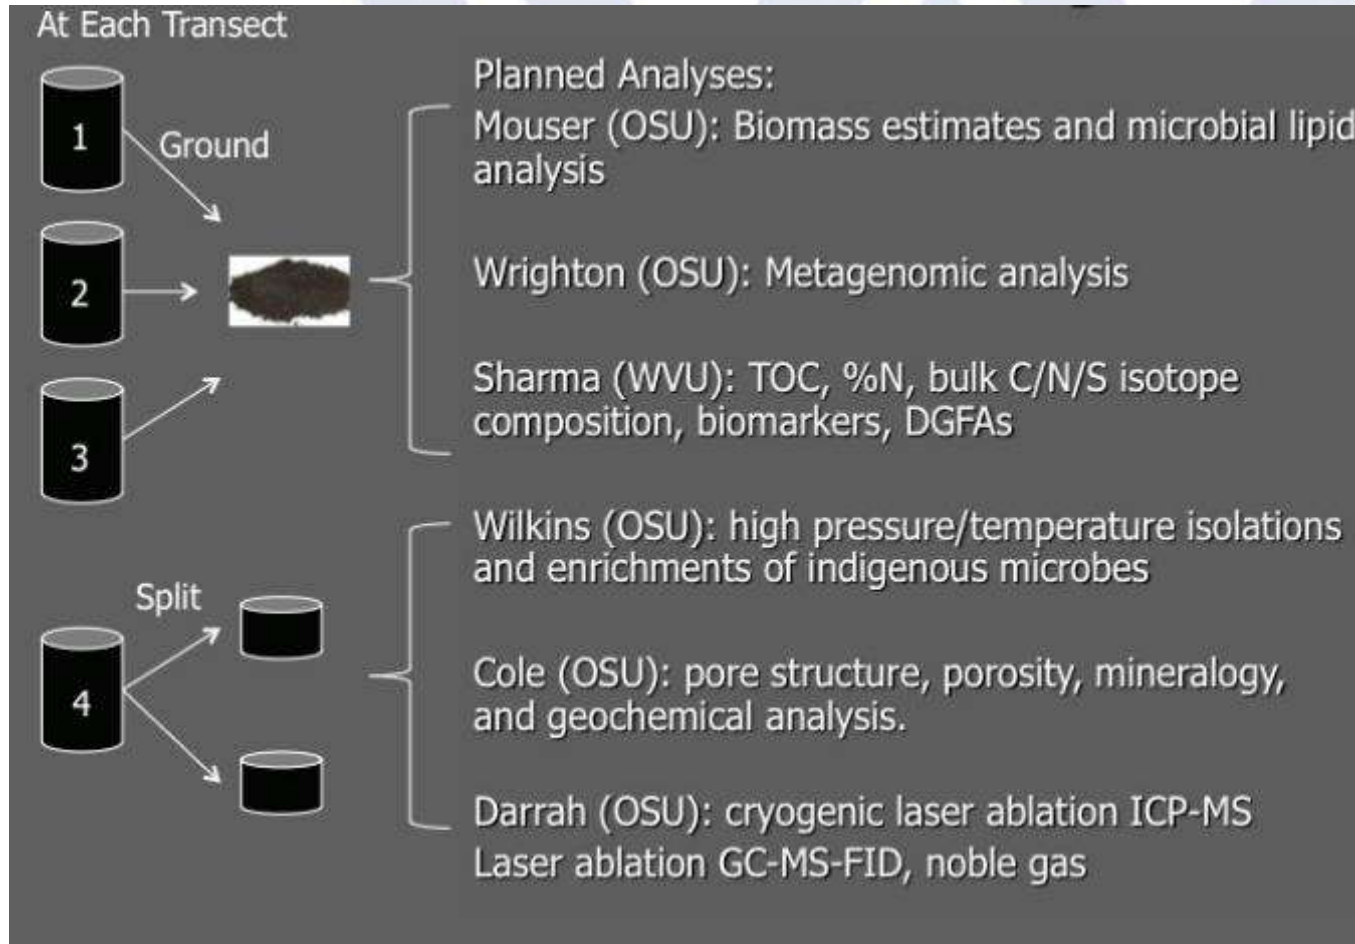 At Each Transect
1
Ground
2
3
Split
4
Planned Analyses:
Mouser (OSU): Biomass estimates and microbial lipid
analysis
Wrighton (OSU): Metagenomic analysis
Sharma (WVU): TOC, %N, bulk C/N/S isotope
composition, biomarkers, DGFAs
Wilkins (OSU): high pressure/temperature isolations
and enrichments of indigenous microbes
Cole (OSU): pore structure, porosity, mineralogy,
and geochemical analysis.
Darrah (OSU): cryogenic laser ablation ICP-MS
Laser ablation GC-MS-FID, noble gas